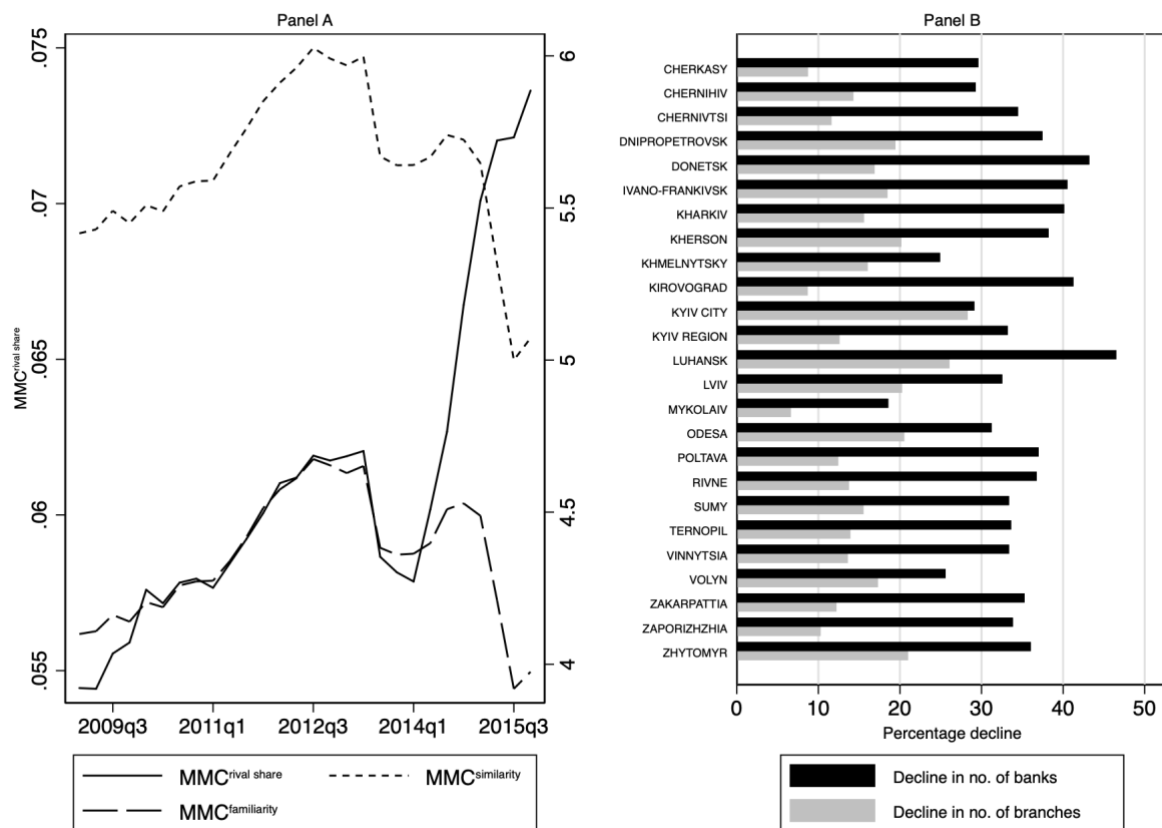 Panel A
.075
.07
.065
.06
.055
MMC^rival share
6
5.5
5
4.5
4
2009q3 2011q1 2012q3 2014q1 2015q3
MMC^rival share MMC^similarity
MMC^familiarity
Panel B
CHERKASY
CHERNIHIV
CHERNIVTSI
DNIPROPETROVSK
DONETSK
IVANO-FRANKIVSK
KHARKIV
KHERSON
KHMELNYTSKY
KIROVOGRAD
KYIV CITY
KYIV REGION
LUHANSK
LVIV
MYKOLAIV
ODESA
POLTAVA
RIVNE
SUMY
TERNOPIL
VINNYTSIA
VOLYN
ZAKARPATTIA
ZAPORIZHZHIA
ZHYTOMYR
0 10 20 30 40 50
Percentage decline
Decline in no. of banks
Decline in no. of branches